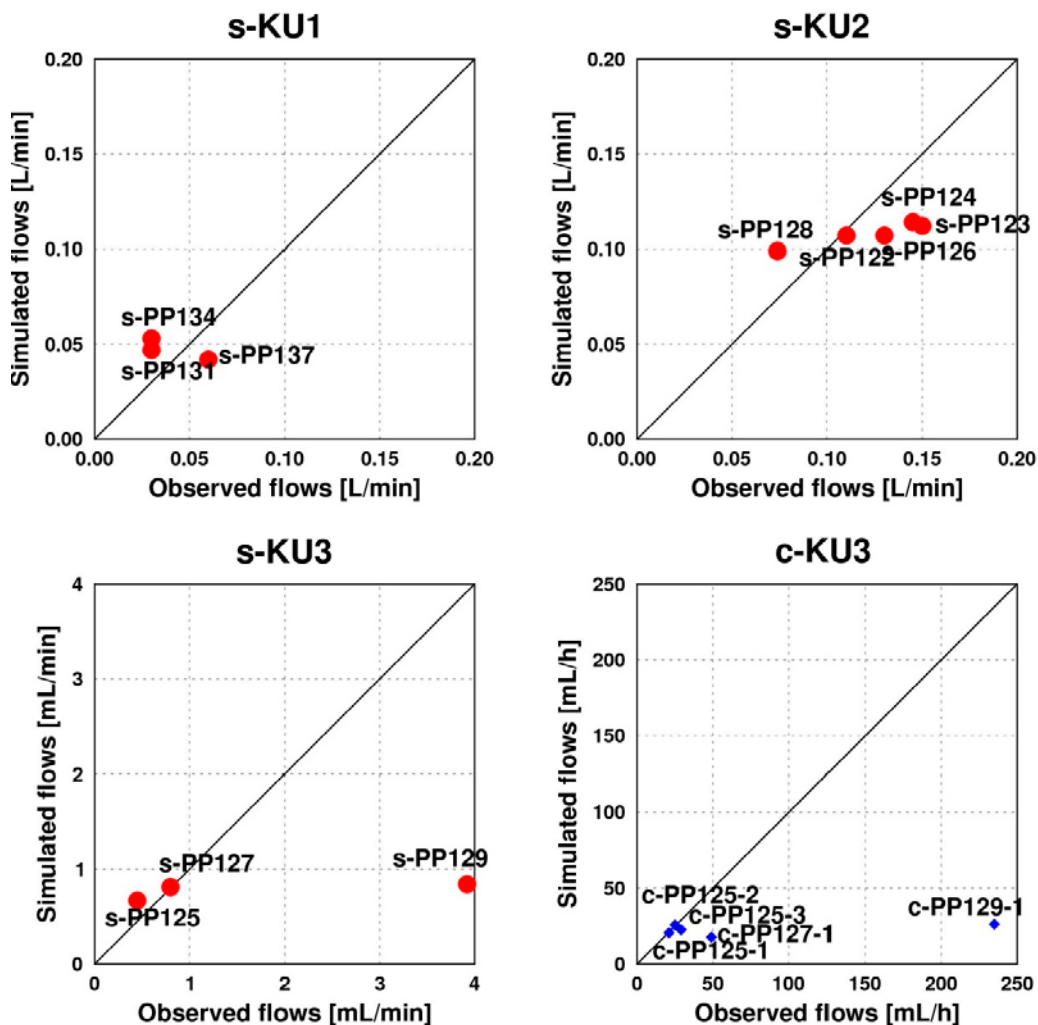 s-KU1
0.20
0.15
0.10
0.05
0.00
Simulated flows [L/min]
s-PP134
s-PP131
s-PP137
0.00 0.05 0.10 0.15 0.20
Observed flows [L/min]
s-KU2
0.20
0.15
0.10
0.05
0.00
Simulated flows [L/min]
s-PP124
s-PP128
s-PP123
s-PP122
s-PP126
0.00 0.05 0.10 0.15 0.20
Observed flows [L/min]
s-KU3
4
3
2
1
0
Simulated flows [mL/min]
s-PP127
s-PP129
s-PP125
0 1 2 3 4
Observed flows [mL/min]
c-KU3
250
200
150
100
50
0
Simulated flows [mL/h]
c-PP125-2
c-PP129-1
c-PP125-3
c-PP127-1
c-PP125-1
0 50 100 150 200 250
Observed flows [mL/h]